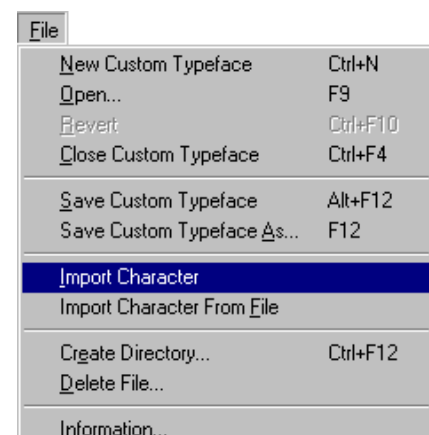 File
New Custom Typeface Ctrl+N
Open... F9
Revert Ctrl+F10
Close Custom Typeface Ctrl+F4
Save Custom Typeface Alt+F12
Save Custom Typeface As... F12
Import Character
Import Character From File
Create Directory... Ctrl+F12
Delete File...
Information...